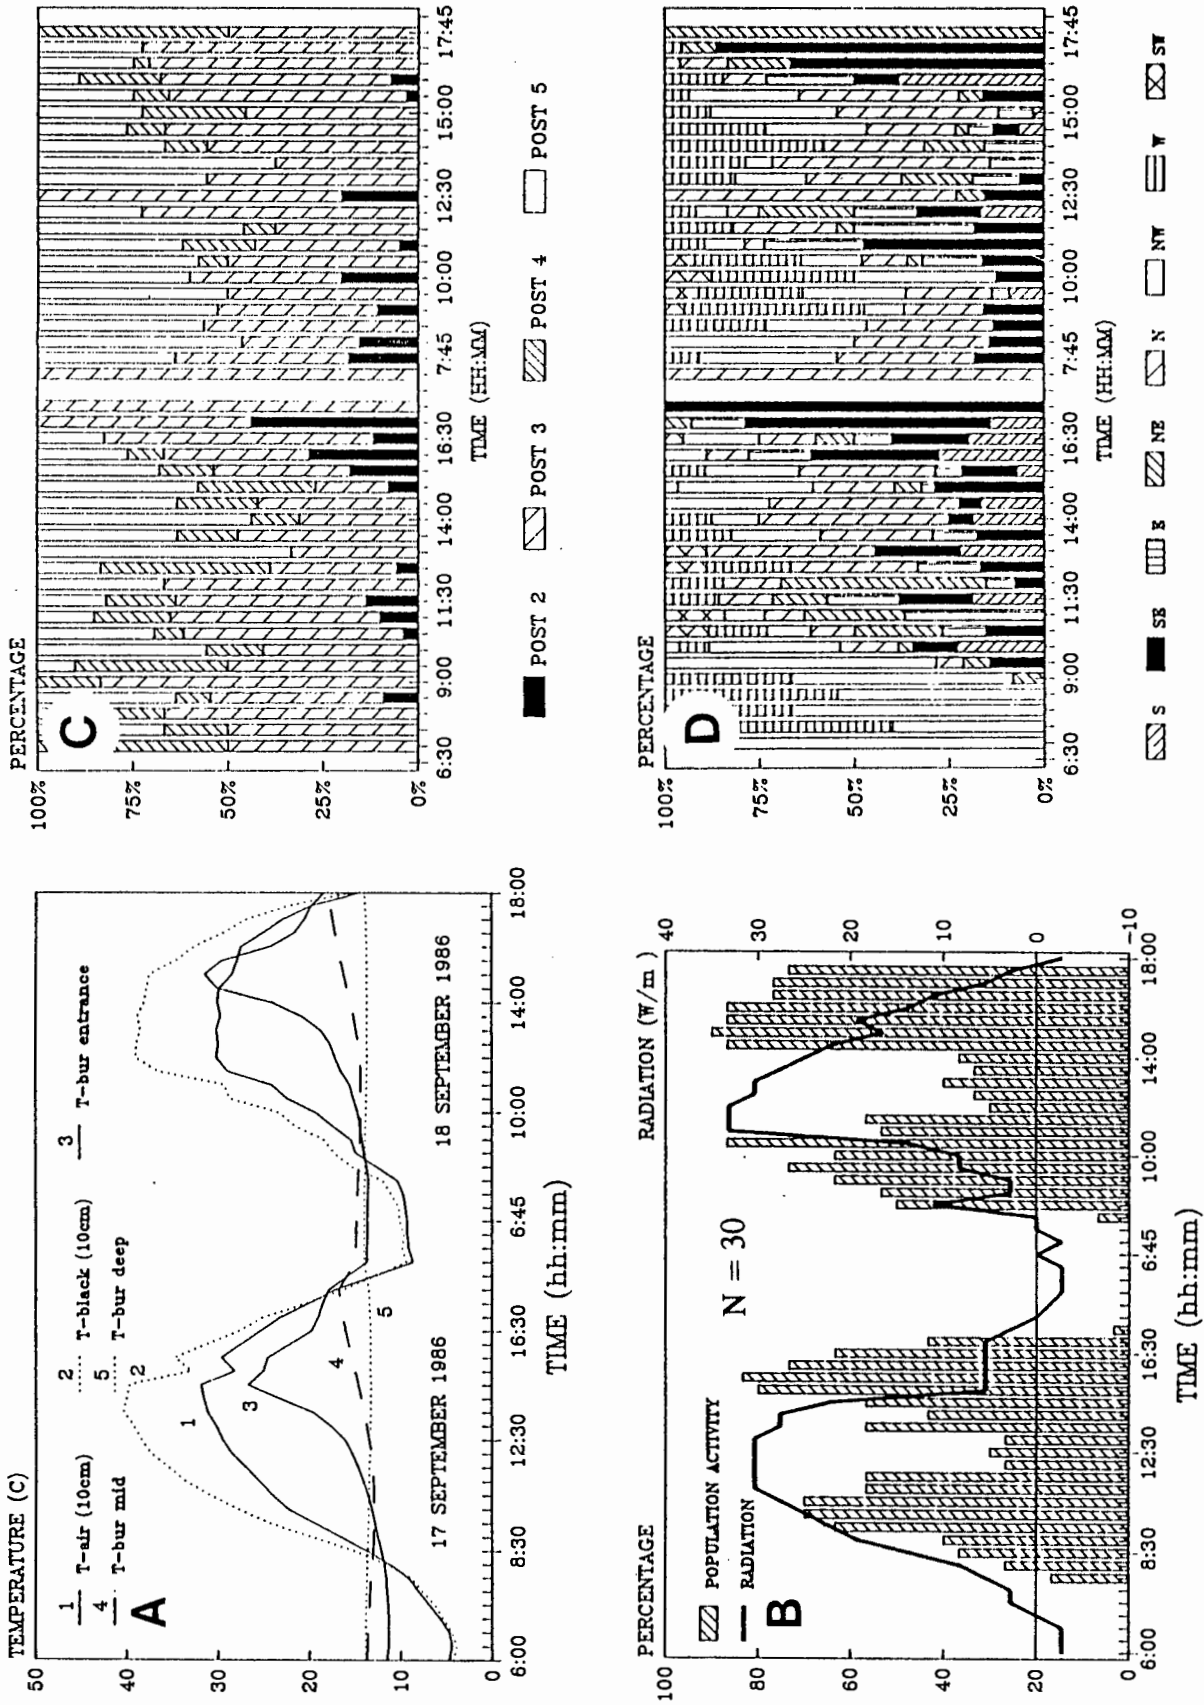 TEMPERATURE (C)
1 T-air (10cm) 2 T-black (10cm) 3 T-bur entrance
4 T-bur mid 5 T-bur deep
A
50
40
30
20
10
0
1
2
3
4
5
17 SEPTEMBER 1986
18 SEPTEMBER 1986
6:00 8:30 12:30 16:30 6:45 10:00 14:00 18:00
TIME (hh:mm)
PERCENTAGE
RADIATION (W/m )
POPULATION ACTIVITY
RADIATION
B
N = 30
100
80
60
40
20
0
40
30
20
10
0
-10
6:00 8:30 12:30 16:30 6:45 10:00 14:00 18:00
TIME (hh:mm)
PERCENTAGE
C
100%
75%
50%
25%
0%
6:30 9:00 11:30 14:00 16:30 7:45 10:00 12:30 15:00 17:45
TIME (HH:MM)
POST 2 POST 3 POST 4 POST 5
PERCENTAGE
D
100%
75%
50%
25%
0%
6:30 9:00 11:30 14:00 16:30 7:45 10:00 12:30 15:00 17:45
TIME (HH:MM)
S SE E NE N NW W SW